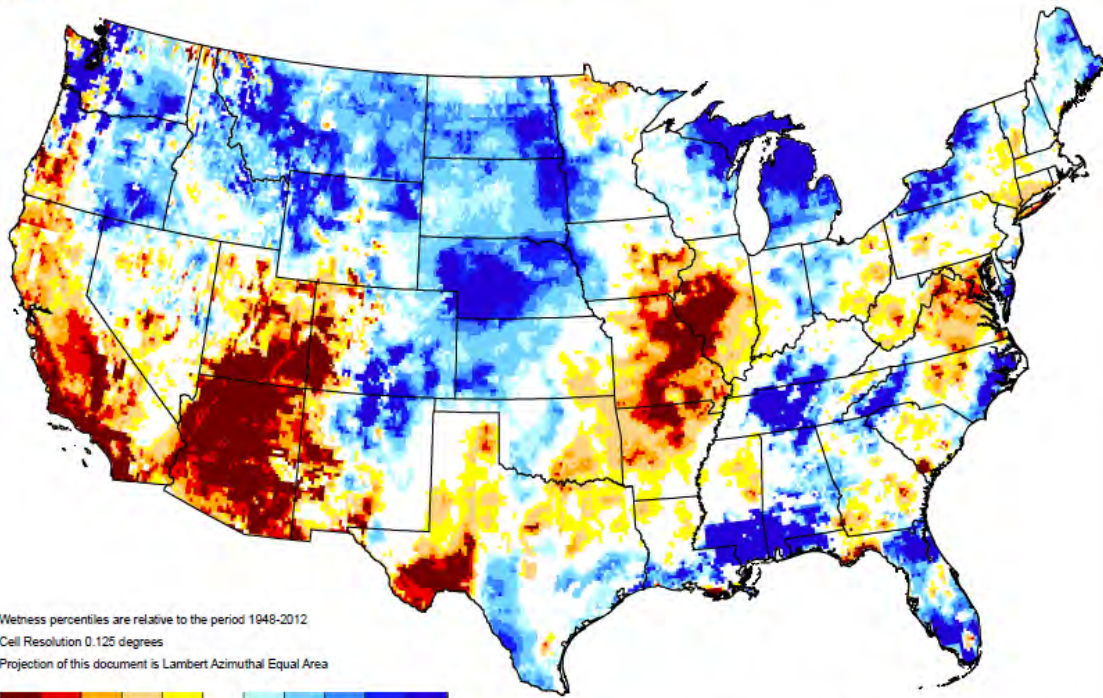 Wetness percentiles are relative to the period 1948-2012
Cell Resolution 0.125 degrees
Projection of this document is Lambert Azimuthal Equal Area